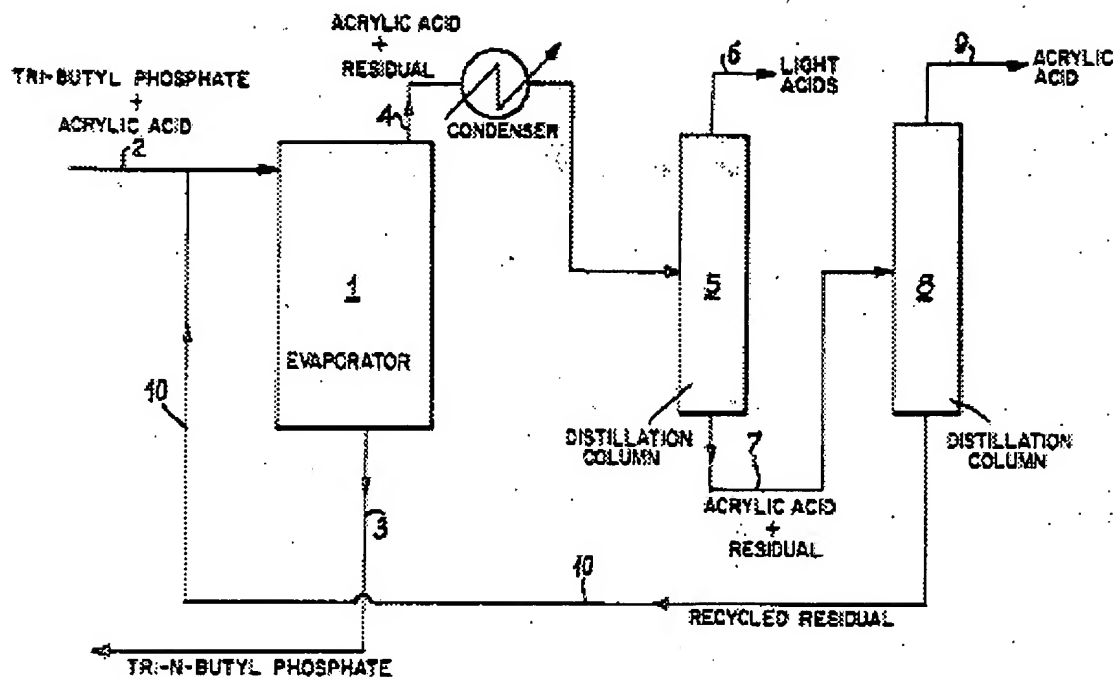 TRI-BUTYL PHOSPHATE
+
ACRYLIC ACID
2
ACRYLIC ACID
+
RESIDUAL
4
CONDENSER
6
LIGHT
ACIDS
9
ACRYLIC
ACID
1
EVAPORATOR
5
8
10
DISTILLATION
COLUMN
DISTILLATION
COLUMN
7
ACRYLIC ACID
+
RESIDUAL
3
10
RECYCLED RESIDUAL
TRI-N-BUTYL PHOSPHATE